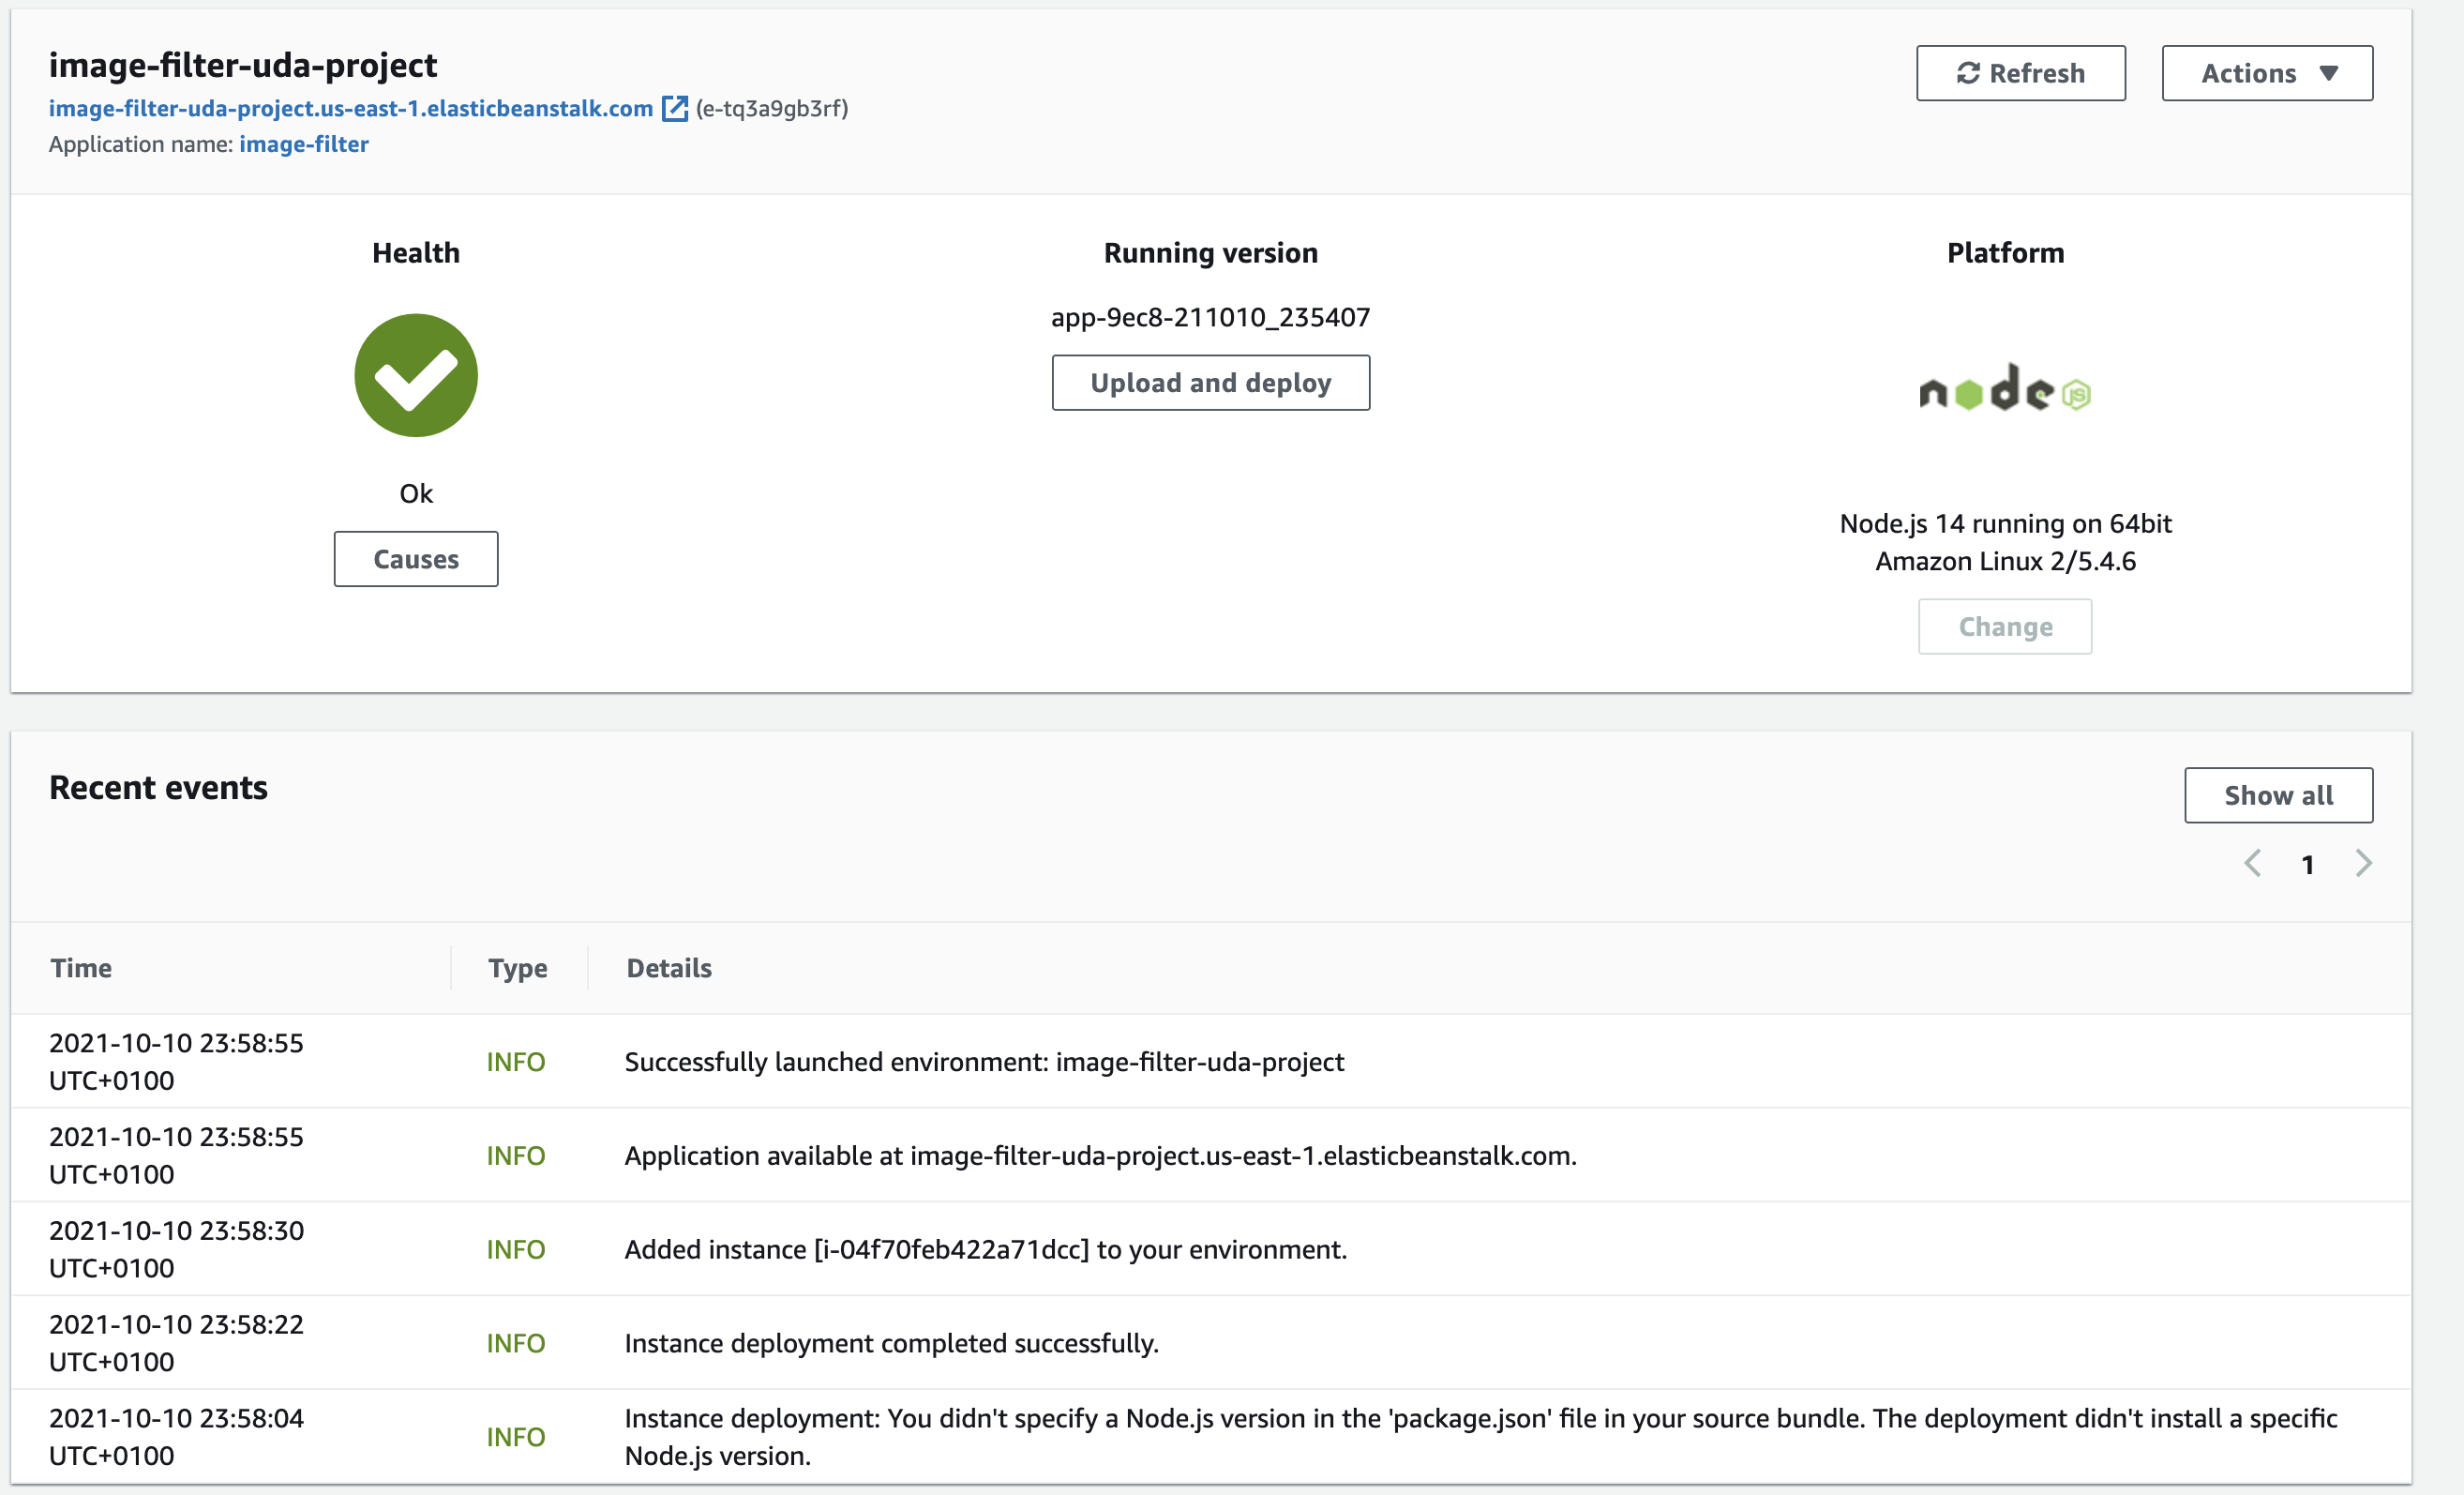 image-filter-uda-project
Refresh
Actions
image-filter-uda-project.us-east-1.elasticbeanstalk.com (e-tq3a9gb3rf)
Application name: image-filter
Health
Running version
Platform
app-9ec8-211010_235407
Upload and deploy
node JS
Ok
Causes
Node.js 14 running on 64bit
Amazon Linux 2/5.4.6
Change
Recent events
Show all
1
Time
Type
Details
2021-10-10 23:58:55
UTC+0100
INFO
Successfully launched environment: image-filter-uda-project
2021-10-10 23:58:55
UTC+0100
INFO
Application available at image-filter-uda-project.us-east-1.elasticbeanstalk.com.
2021-10-10 23:58:30
UTC+0100
INFO
Added instance [i-04f70feb422a71dcc] to your environment.
2021-10-10 23:58:22
UTC+0100
INFO
Instance deployment completed successfully.
2021-10-10 23:58:04
UTC+0100
INFO
Instance deployment: You didn't specify a Node.js version in the 'package.json' file in your source bundle. The deployment didn't install a specific
Node.js version.